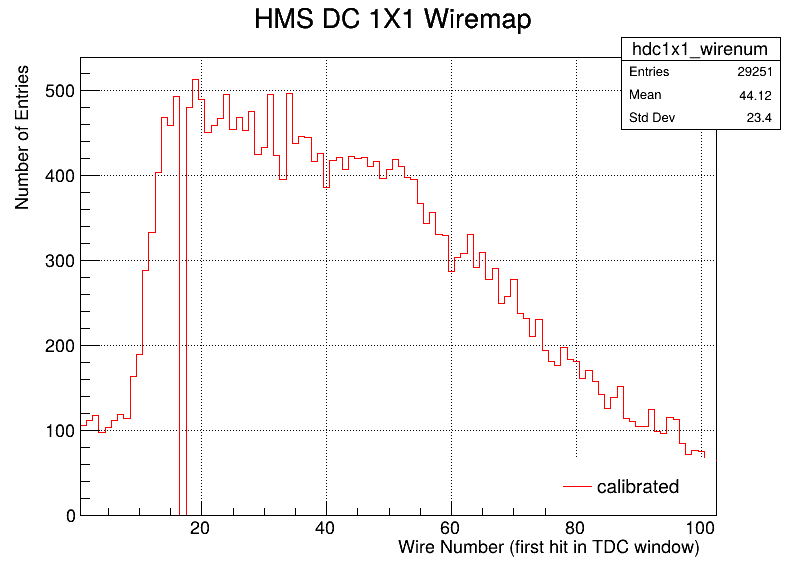 HMS DC 1X1 Wiremap
hdc1x1_wirenum
Entries 29251
Mean 44.12
Std Dev 23.4
Number of Entries
500
400
300
200
100
0
20 40 60 80 100
Wire Number (first hit in TDC window)
calibrated